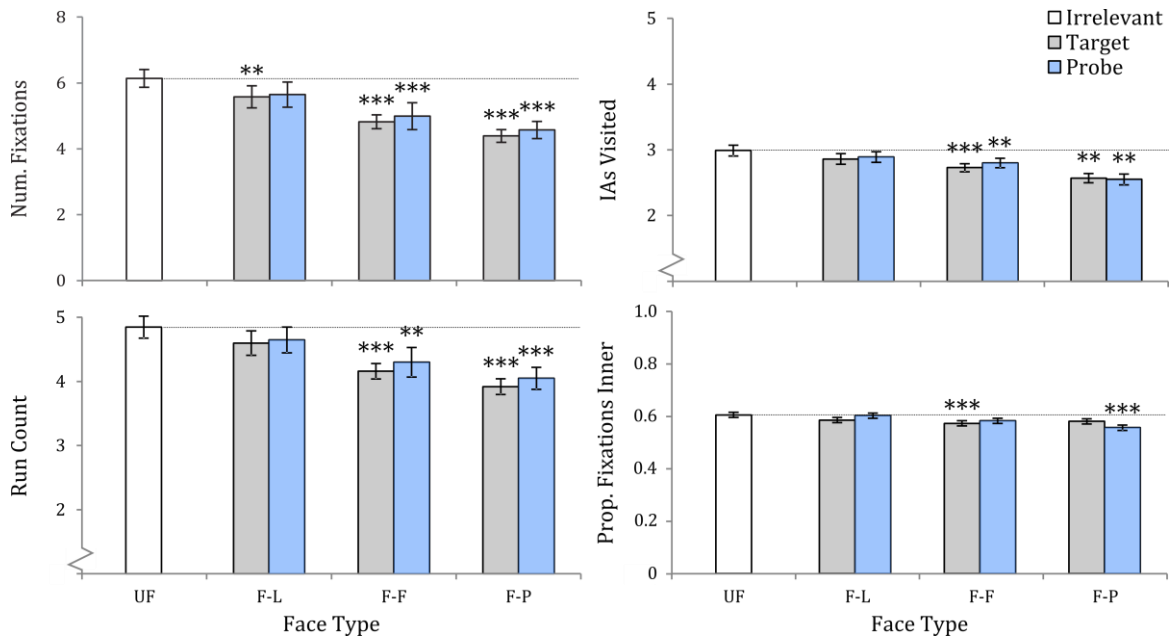 Num. Fixations
8
6
4
2
0
**
***
***
***
***
IAs Visited
5
4
3
2
***
**
**
**
Irrelevant
Target
Probe
Run Count
5
4
3
2
***
**
***
***
UF
F-L
F-F
F-P
Face Type
Prop. Fixations Inner
1.0
0.8
0.6
0.4
0.2
0
***
***
UF
F-L
F-F
F-P
Face Type